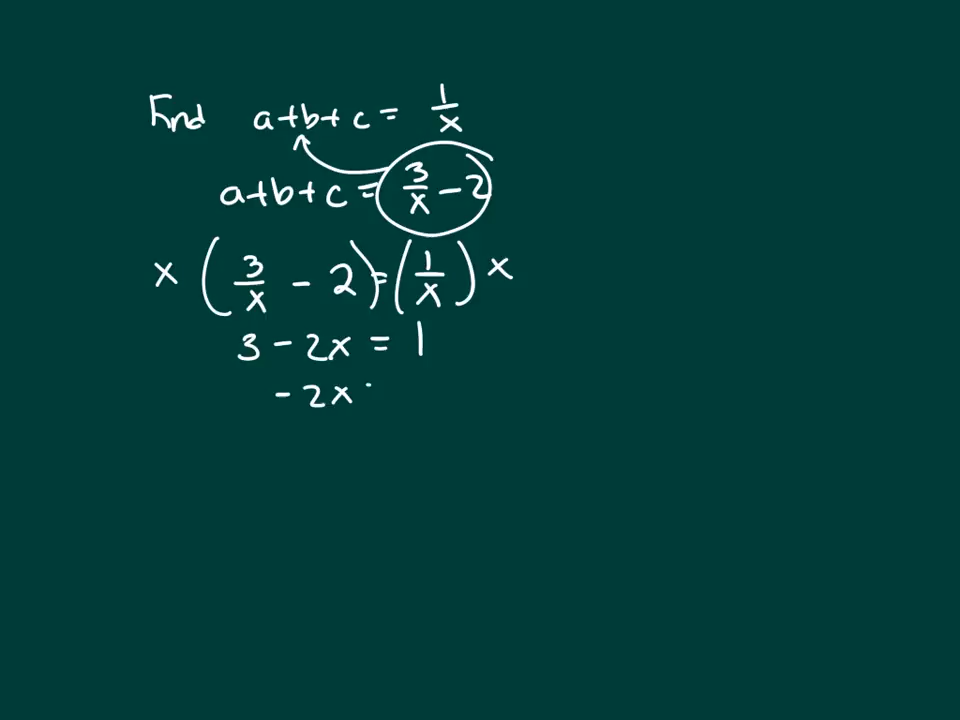 Find a+b+c = 1/x
a+b+c = 3/x - 2
x (3/x - 2) = (1/x) x
3 - 2x = 1
- 2x